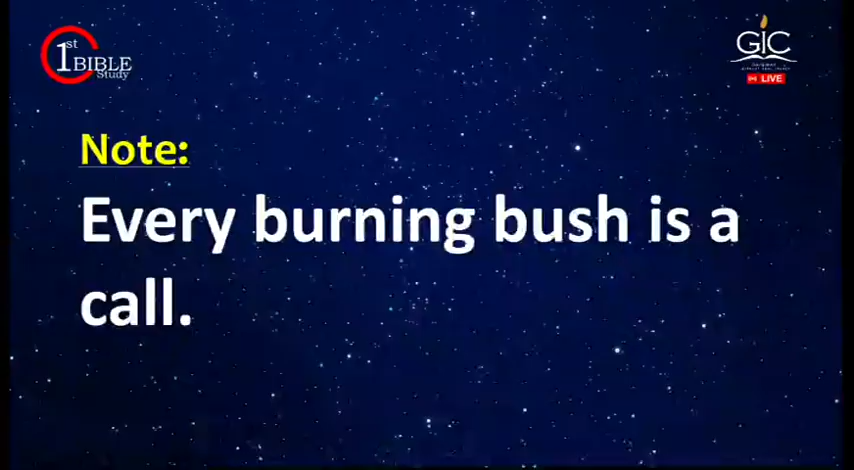 1st
BIBLE
Study
GIC
LIVE
Note:
Every burning bush is a
call.